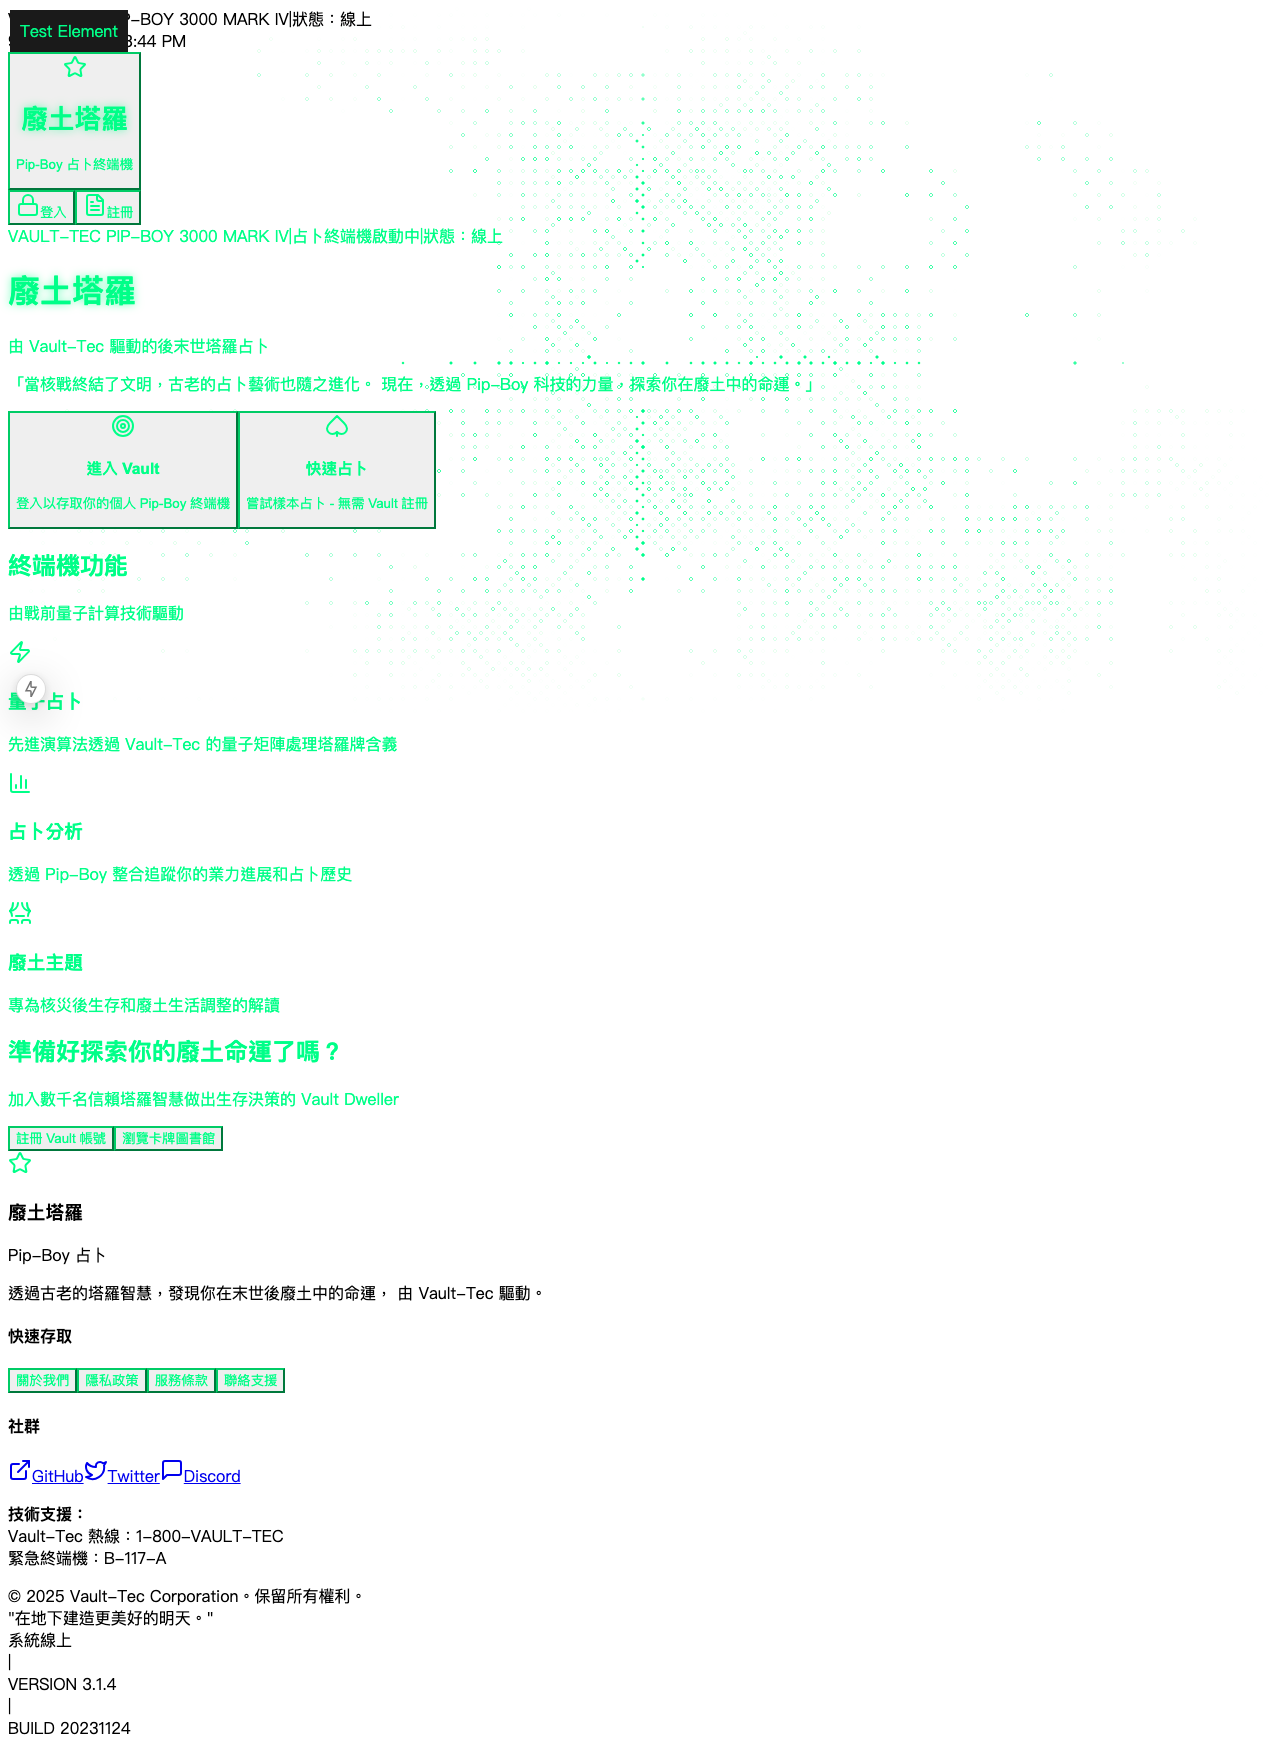 P-BOY 3000 MARK IV|狀態：線上
Test Element
3:44 PM
廢土塔羅
Pip-Boy 占卜終端機
登入 註冊
VAULT-TEC PIP-BOY 3000 MARK IV|占卜終端機啟動中|狀態：線上
廢土塔羅
由 Vault-Tec 驅動的後末世塔羅占卜
「當核戰終結了文明，古老的占卜藝術也隨之進化。 現在，透過 Pip-Boy 科技的力量，探索你在廢土中的命運。」
進入 Vault
登入以存取你的個人 Pip-Boy 終端機
快速占卜
嘗試樣本占卜 - 無需 Vault 註冊
終端機功能
由戰前量子計算技術驅動
量子占卜
先進演算法透過 Vault-Tec 的量子矩陣處理塔羅牌含義
占卜分析
透過 Pip-Boy 整合追蹤你的業力進展和占卜歷史
廢土主題
專為核災後生存和廢土生活調整的解讀
準備好探索你的廢土命運了嗎？
加入數千名信賴塔羅智慧做出生存決策的 Vault Dweller
註冊 Vault 帳號 瀏覽卡牌圖書館
廢土塔羅
Pip-Boy 占卜
透過古老的塔羅智慧，發現你在末世後廢土中的命運， 由 Vault-Tec 驅動。
快速存取
關於我們 隱私政策 服務條款 聯絡支援
社群
GitHub Twitter Discord
技術支援：
Vault-Tec 熱線：1-800-VAULT-TEC
緊急終端機：B-117-A
© 2025 Vault-Tec Corporation。保留所有權利。
"在地下建造更美好的明天。"
系統線上
|
VERSION 3.1.4
|
BUILD 20231124